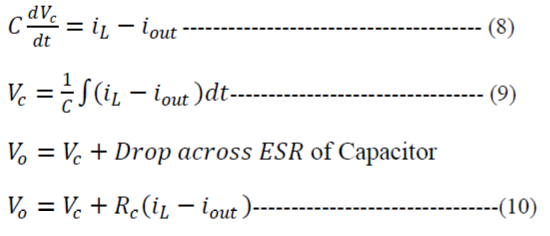 C dV_c/dt = i_L − i_out -------------------------------- (8)
V_c = 1/C ∫(i_L − i_out)dt--------------------------- (9)
V_o = V_c + Drop across ESR of Capacitor
V_o = V_c + R_c(i_L − i_out)--------------------------(10)